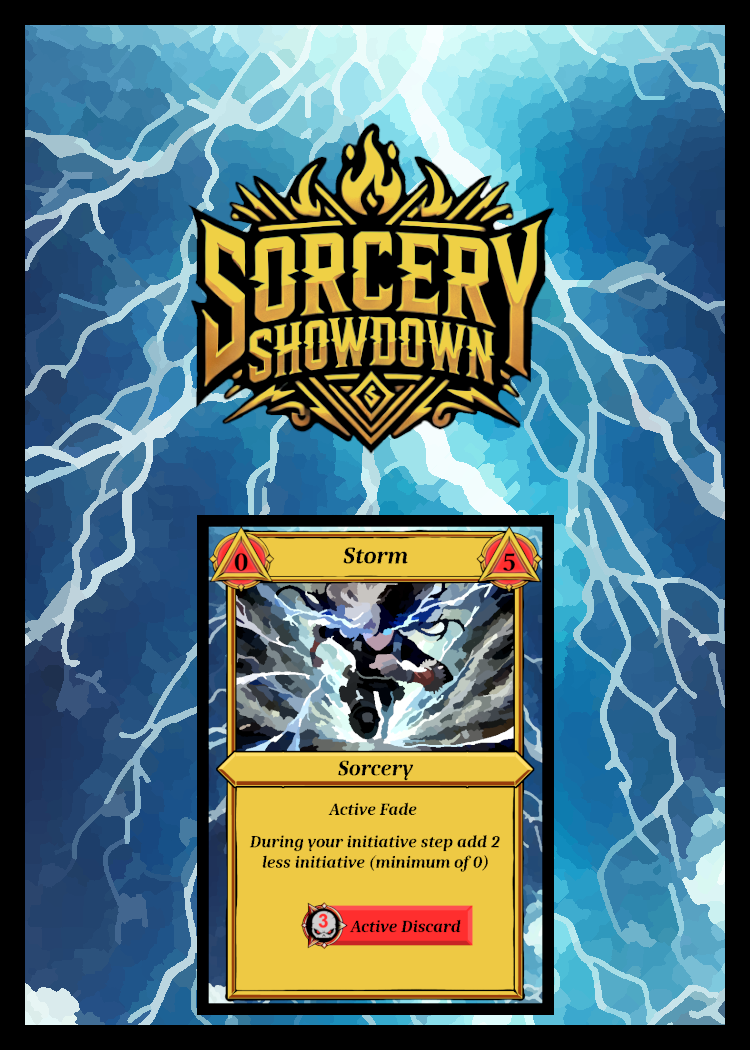 SORCERY
SHOWDOWN
0 Storm 5
Sorcery
Active Fade
During your initiative step add 2
less initiative (minimum of 0)
3 Active Discard